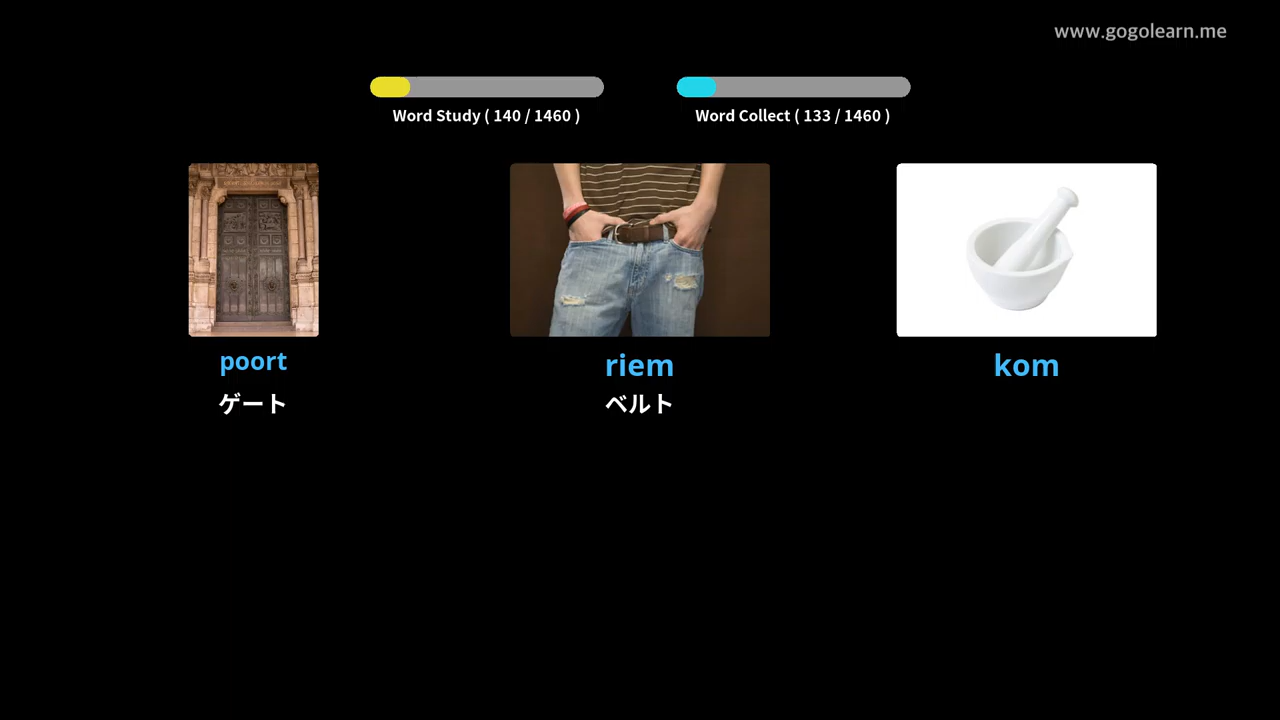 www.gogolearn.me
Word Study ( 140 / 1460 )
Word Collect ( 133 / 1460 )
poort
riem
kom
ゲート
ベルト